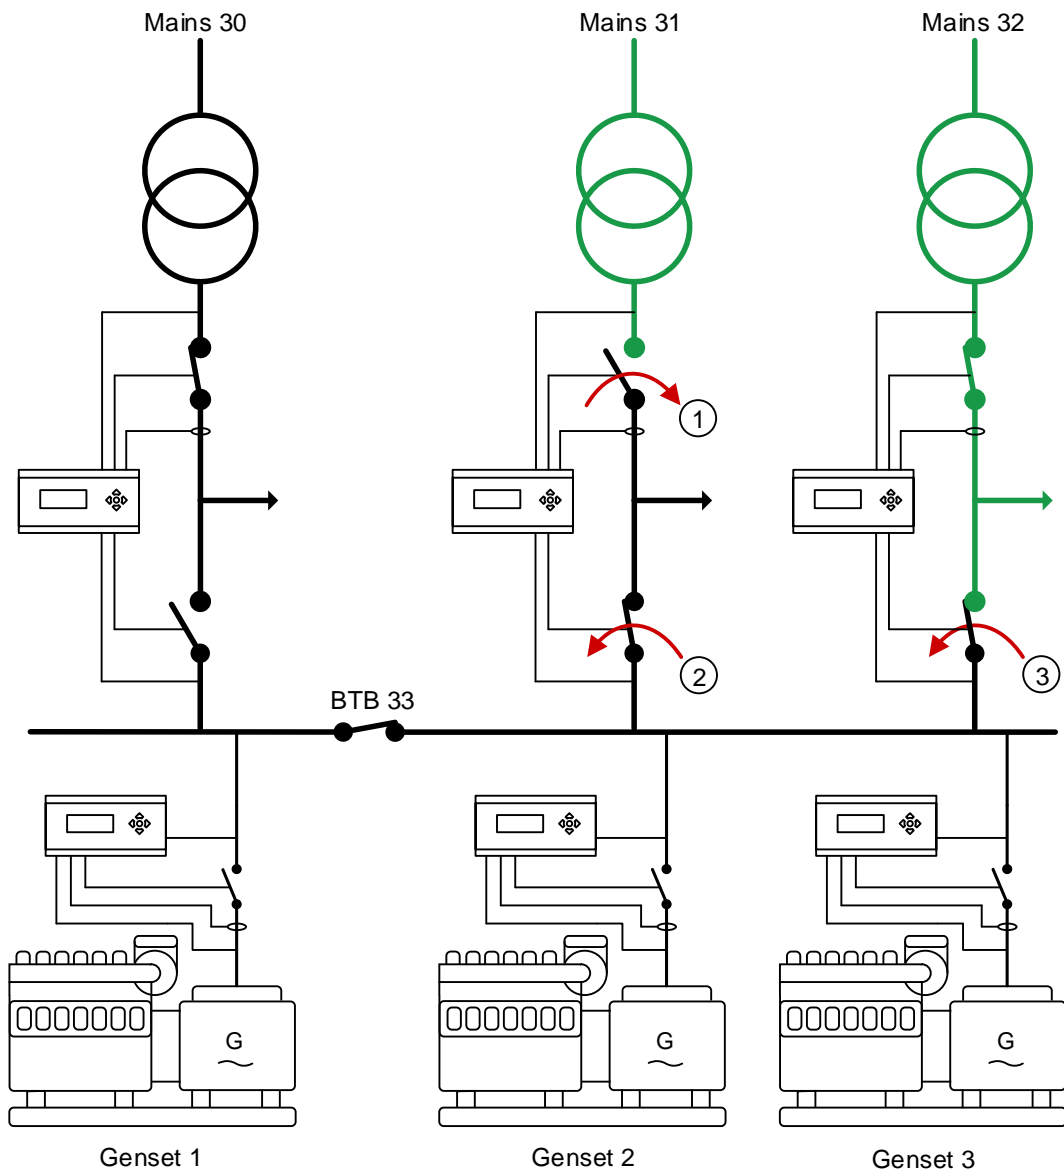 Mains 30
Mains 31
Mains 32
1
2
3
BTB 33
G
G
G
Genset 1
Genset 2
Genset 3